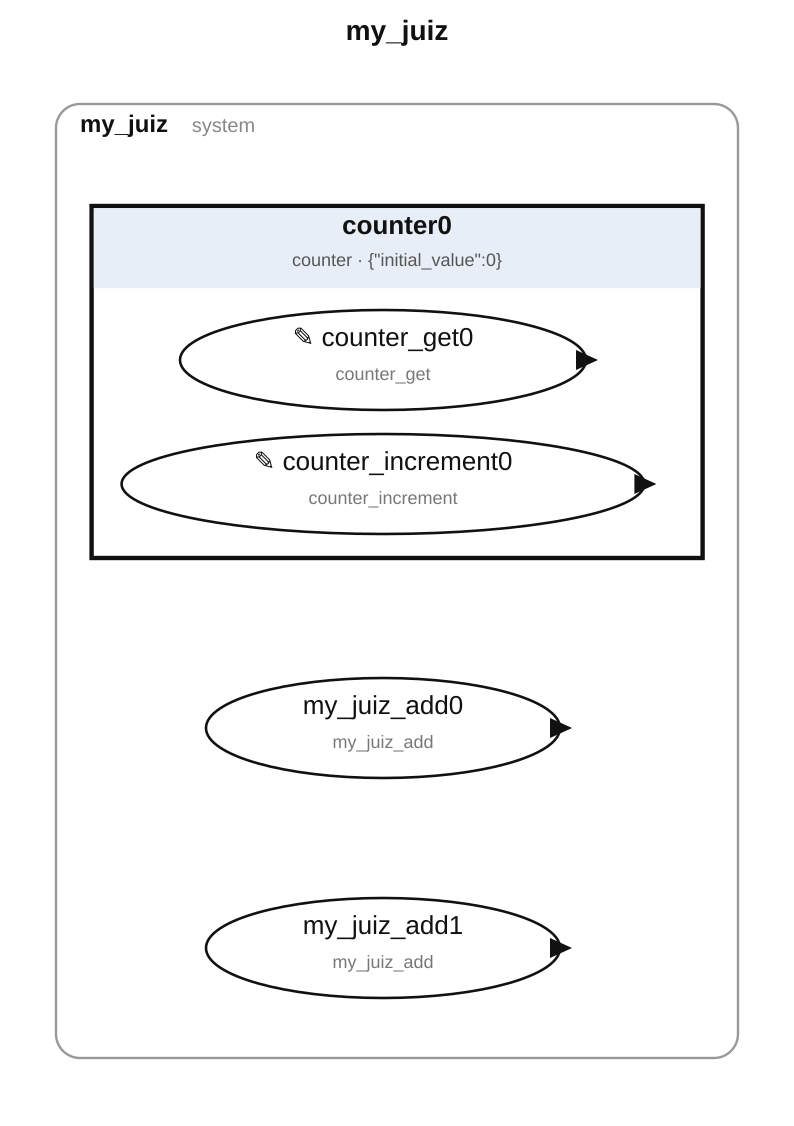 my_juiz
my_juiz system
counter0
counter · {"initial_value":0}
✎ counter_get0
counter_get
✎ counter_increment0
counter_increment
my_juiz_add0
my_juiz_add
my_juiz_add1
my_juiz_add